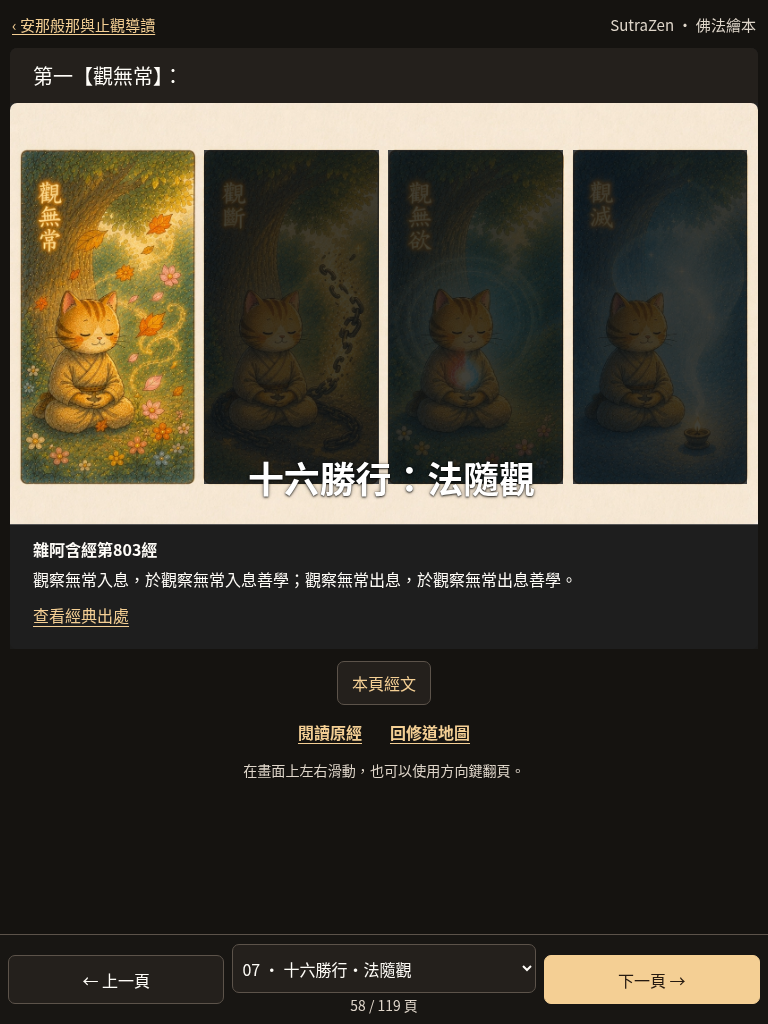 ‹ 安那般那與止觀導讀
SutraZen ・ 佛法繪本
第一【觀無常】:
觀無常
觀斷
觀無欲
觀滅
十六勝行：法隨觀
雜阿含經第803經
觀察無常入息，於觀察無常入息善學；觀察無常出息，於觀察無常出息善學。
查看經典出處
本頁經文
閱讀原經
回修道地圖
在畫面上左右滑動，也可以使用方向鍵翻頁。
← 上一頁
07 ・ 十六勝行・法隨觀
下一頁 →
58 / 119 頁